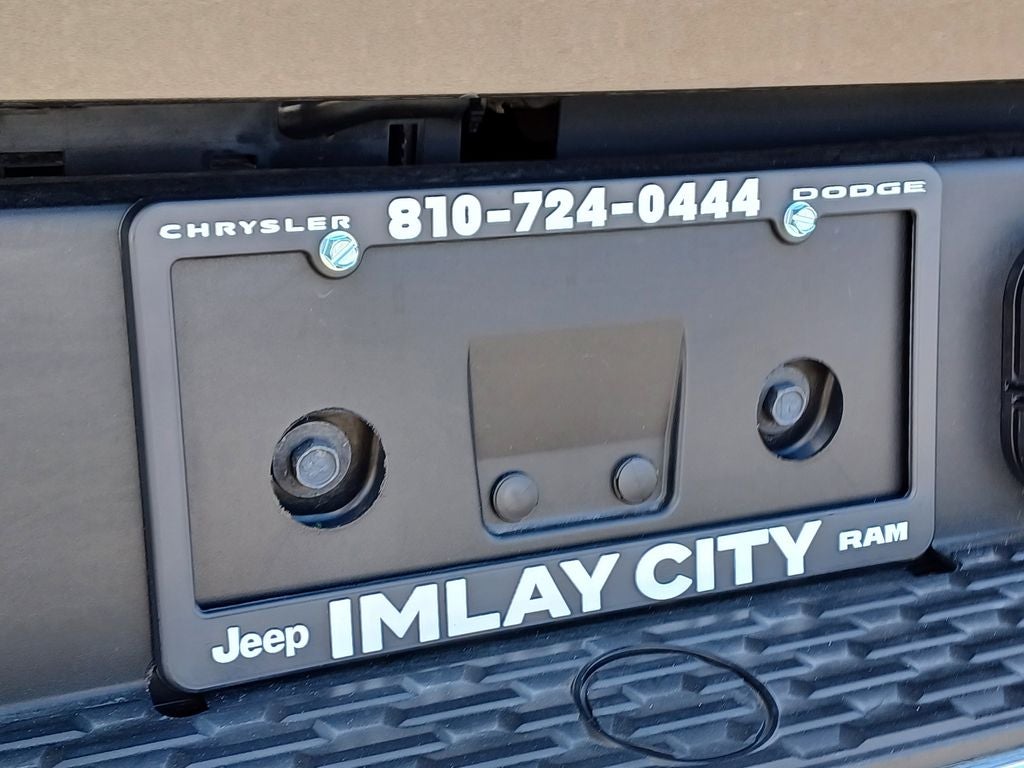 CHRYSLER 810-724-0444 DODGE
Jeep IMLAY CITY RAM